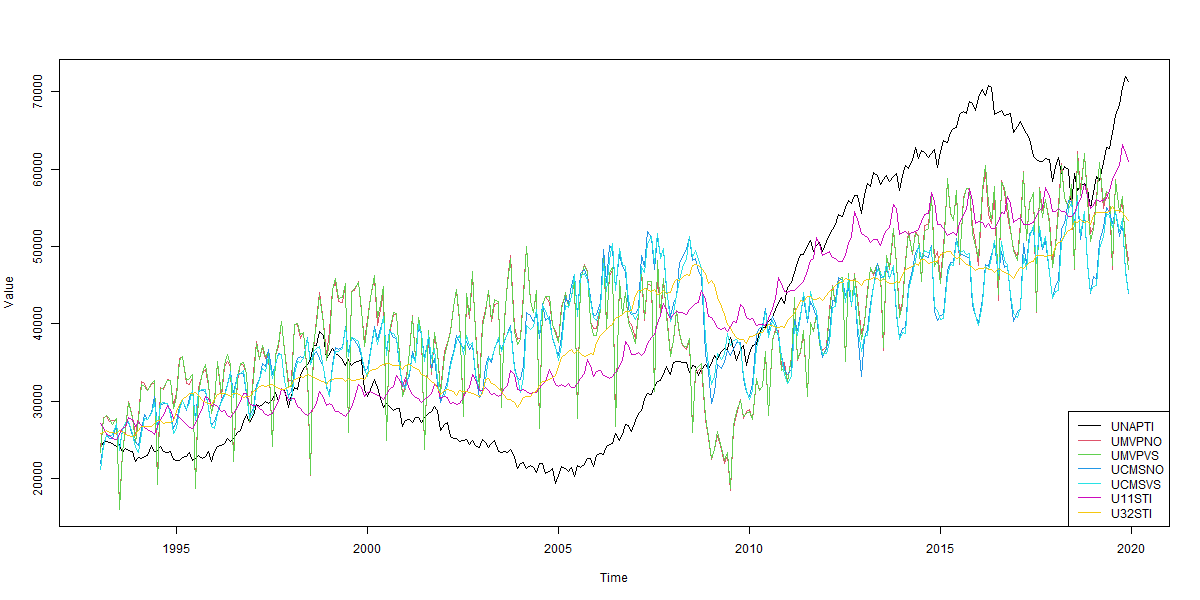 Value
70000
60000
50000
40000
30000
20000
1995
2000
2005
2010
2015
2020
Time
UNAPTI
UMVPNO
UMVPVS
UCMSNO
UCMSVS
U11STI
U32STI